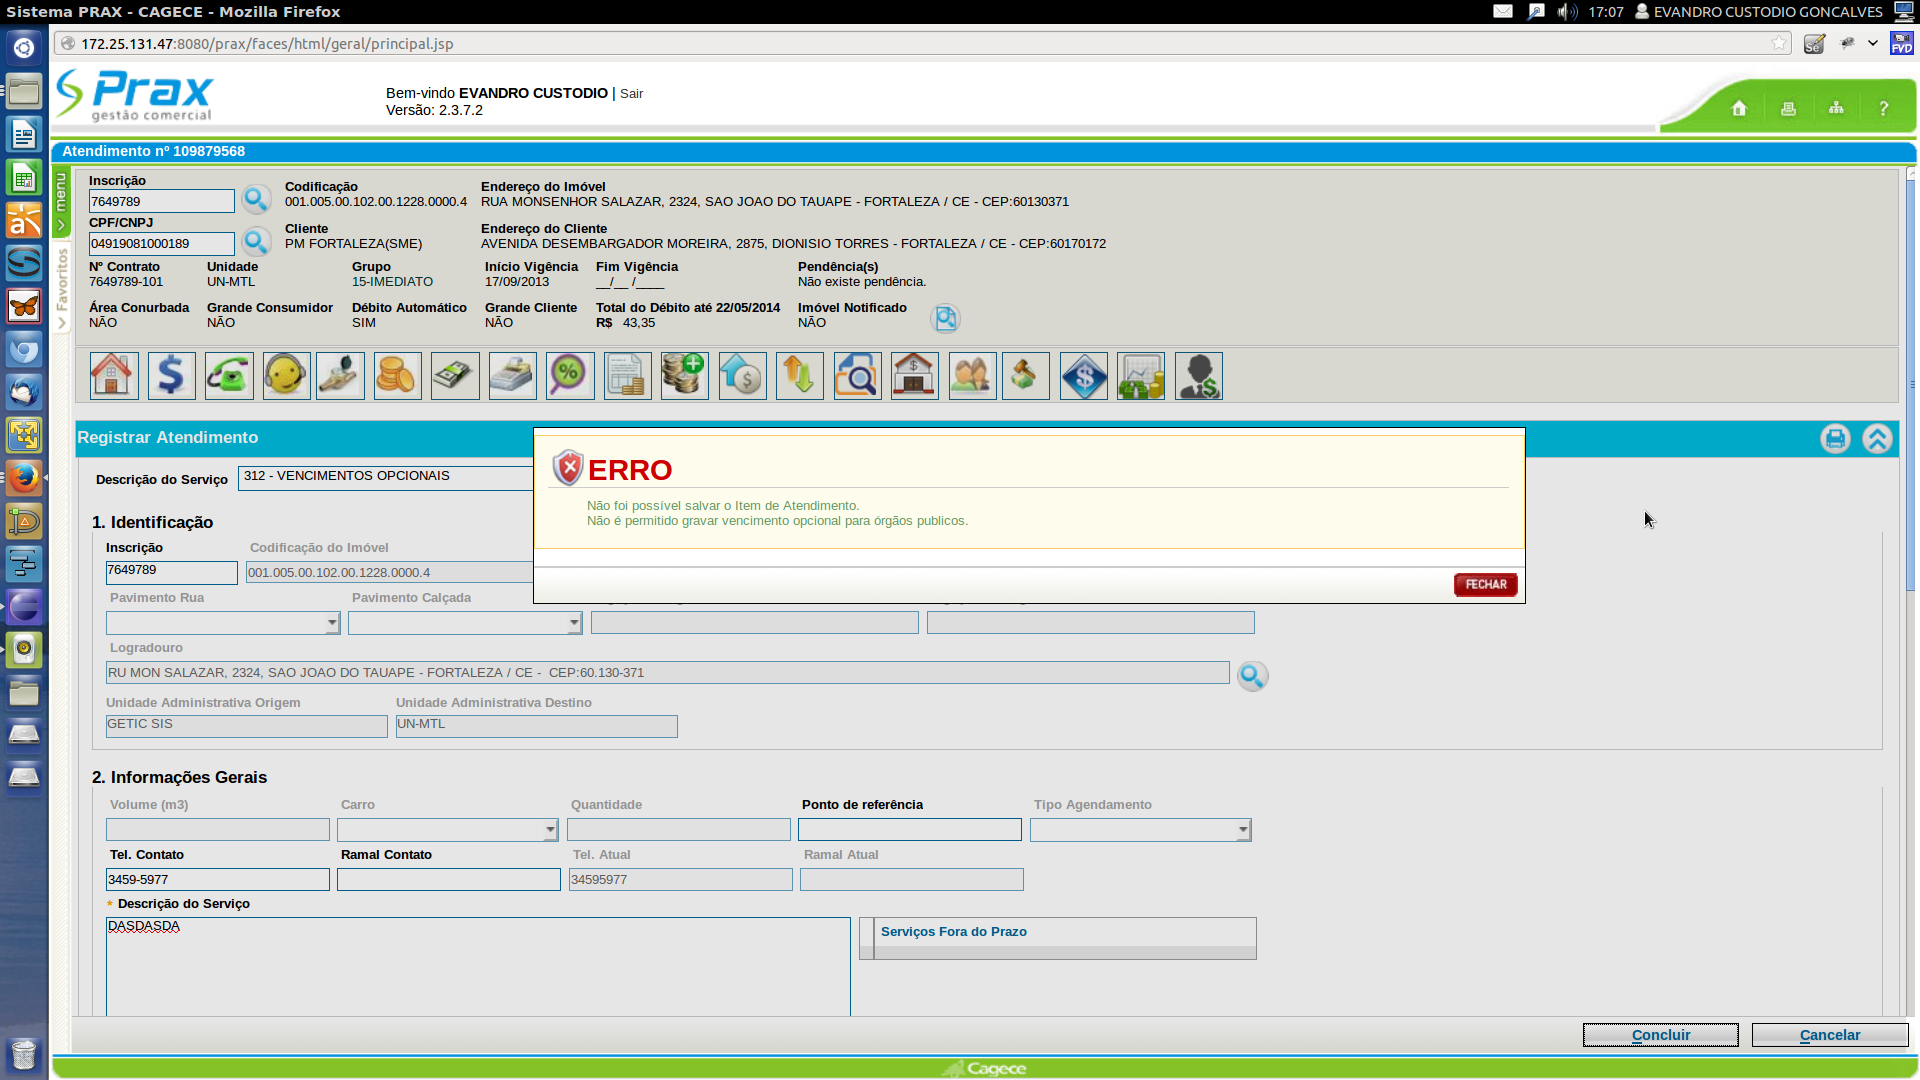 Sistema PRAX - CAGECE - Mozilla Firefox
17:07 EVANDRO CUSTODIO GONCALVES
172.25.131.47:8080/prax/faces/html/geral/principal.jsp
Se
FVD
Prax
gestão comercial
Bem-vindo EVANDRO CUSTODIO | Sair
Versão: 2.3.7.2
?
Atendimento nº 109879568
menu
Favoritos
Inscrição
7649789
Codificação
001.005.00.102.00.1228.0000.4
Endereço do Imóvel
RUA MONSENHOR SALAZAR, 2324, SAO JOAO DO TAUAPE - FORTALEZA / CE - CEP:60130371
CPF/CNPJ
04919081000189
Cliente
PM FORTALEZA(SME)
Endereço do Cliente
AVENIDA DESEMBARGADOR MOREIRA, 2875, DIONISIO TORRES - FORTALEZA / CE - CEP:60170172
Nº Contrato Unidade Grupo Início Vigência Fim Vigência Pendência(s)
7649789-101 UN-MTL 15-IMEDIATO 17/09/2013 __/__ /____ Não existe pendência.
Área Conurbada Grande Consumidor Débito Automático Grande Cliente Total do Débito até 22/05/2014 Imóvel Notificado
NÃO NÃO SIM NÃO R$ 43,35 NÃO
Registrar Atendimento
Descrição do Serviço 312 - VENCIMENTOS OPCIONAIS
ERRO
Não foi possível salvar o Item de Atendimento.
Não é permitido gravar vencimento opcional para órgãos publicos.
FECHAR
1. Identificação
Inscrição Codificação do Imóvel
7649789 001.005.00.102.00.1228.0000.4
Pavimento Rua Pavimento Calçada
Logradouro
RU MON SALAZAR, 2324, SAO JOAO DO TAUAPE - FORTALEZA / CE - CEP:60.130-371
Unidade Administrativa Origem Unidade Administrativa Destino
GETIC SIS UN-MTL
2. Informações Gerais
Volume (m3) Carro Quantidade Ponto de referência Tipo Agendamento
Tel. Contato Ramal Contato Tel. Atual Ramal Atual
3459-5977 34595977
* Descrição do Serviço
DASDASDA
Serviços Fora do Prazo
Concluir Cancelar
Cagece